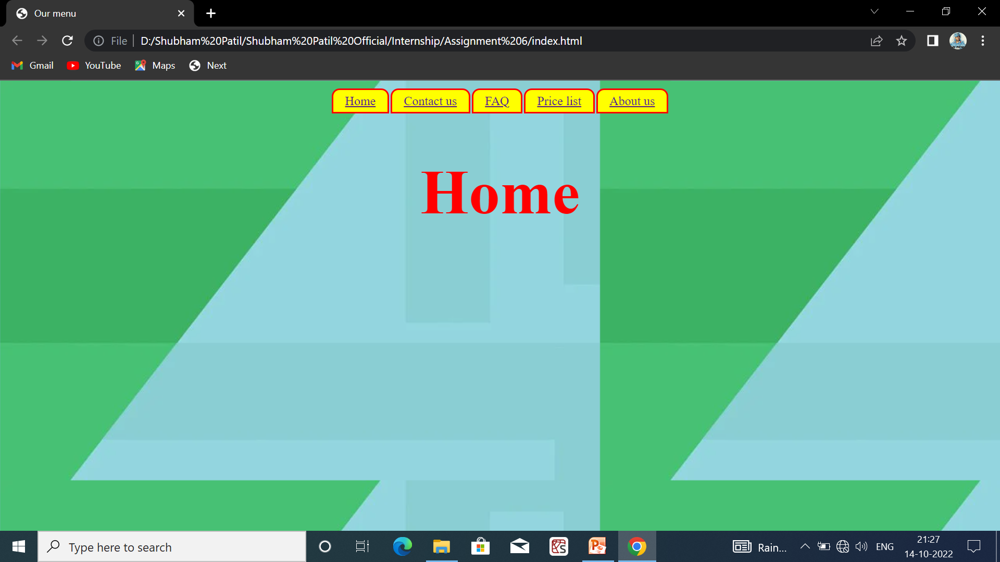 Our menu
File D:/Shubham%20Patil/Shubham%20Patil%20Official/Internship/Assignment%206/index.html
Gmail YouTube Maps Next
Home Contact us FAQ Price list About us
Home
Type here to search
Rain... ENG
21:27
14-10-2022